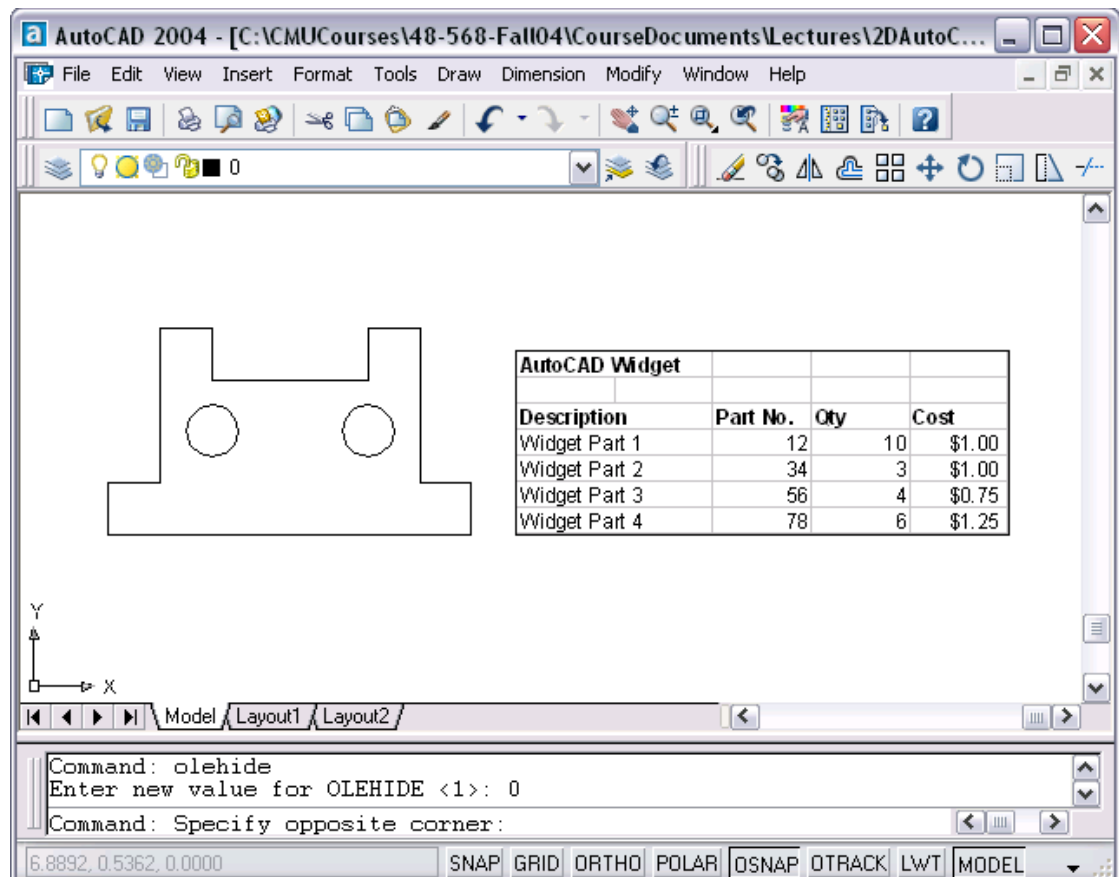 a AutoCAD 2004 - [C:\CMUCourses\48-568-Fall04\CourseDocuments\Lectures\2DAutoC...
File Edit View Insert Format Tools Draw Dimension Modify Window Help
0
AutoCAD Widget
Description Part No. Qty Cost
Widget Part 1 12 10 $1.00
Widget Part 2 34 3 $1.00
Widget Part 3 56 4 $0.75
Widget Part 4 78 6 $1.25
Y
X
Model Layout1 Layout2
Command: olehide
Enter new value for OLEHIDE <1>: 0
Command: Specify opposite corner:
6.8892, 0.5362, 0.0000 SNAP GRID ORTHO POLAR OSNAP OTRACK LWT MODEL